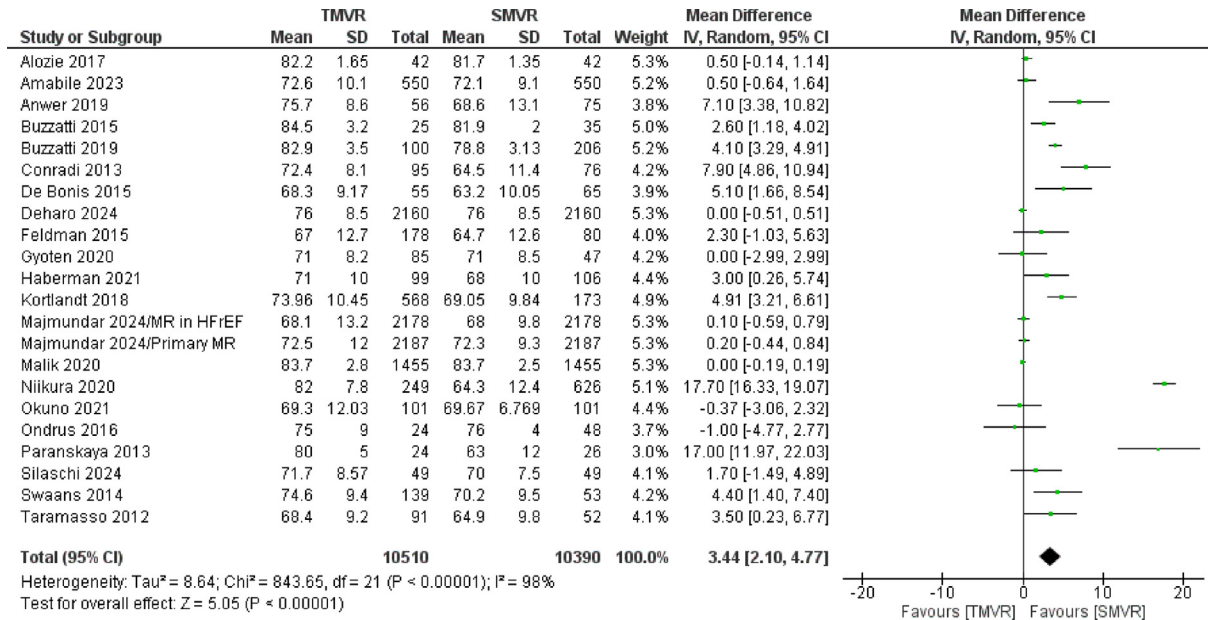 TMVR SMVR Mean Difference Mean Difference
Study or Subgroup Mean SD Total Mean SD Total Weight IV, Random, 95% CI IV, Random, 95% CI
Alozie 2017 82.2 1.65 42 81.7 1.35 42 5.3% 0.50 [-0.14, 1.14]
Amabile 2023 72.6 10.1 550 72.1 9.1 550 5.2% 0.50 [-0.64, 1.64]
Anwer 2019 75.7 8.6 56 68.6 13.1 75 3.8% 7.10 [3.38, 10.82]
Buzzatti 2015 84.5 3.2 25 81.9 2 35 5.0% 2.60 [1.18, 4.02]
Buzzatti 2019 82.9 3.5 100 78.8 3.13 206 5.2% 4.10 [3.29, 4.91]
Conradi 2013 72.4 8.1 95 64.5 11.4 76 4.2% 7.90 [4.86, 10.94]
De Bonis 2015 68.3 9.17 55 63.2 10.05 65 3.9% 5.10 [1.66, 8.54]
Deharo 2024 76 8.5 2160 76 8.5 2160 5.3% 0.00 [-0.51, 0.51]
Feldman 2015 67 12.7 178 64.7 12.6 80 4.0% 2.30 [-1.03, 5.63]
Gyoten 2020 71 8.2 85 71 8.5 47 4.2% 0.00 [-2.99, 2.99]
Haberman 2021 71 10 99 68 10 106 4.4% 3.00 [0.26, 5.74]
Kortlandt 2018 73.96 10.45 568 69.05 9.84 173 4.9% 4.91 [3.21, 6.61]
Majmundar 2024/MR in HFrEF 68.1 13.2 2178 68 9.8 2178 5.3% 0.10 [-0.59, 0.79]
Majmundar 2024/Primary MR 72.5 12 2187 72.3 9.3 2187 5.3% 0.20 [-0.44, 0.84]
Malik 2020 83.7 2.8 1455 83.7 2.5 1455 5.3% 0.00 [-0.19, 0.19]
Niikura 2020 82 7.8 249 64.3 12.4 626 5.1% 17.70 [16.33, 19.07]
Okuno 2021 69.3 12.03 101 69.67 6.769 101 4.4% -0.37 [-3.06, 2.32]
Ondrus 2016 75 9 24 76 4 48 3.7% -1.00 [-4.77, 2.77]
Paranskaya 2013 80 5 24 63 12 26 3.0% 17.00 [11.97, 22.03]
Silaschi 2024 71.7 8.57 49 70 7.5 49 4.1% 1.70 [-1.49, 4.89]
Swaans 2014 74.6 9.4 139 70.2 9.5 53 4.2% 4.40 [1.40, 7.40]
Taramasso 2012 68.4 9.2 91 64.9 9.8 52 4.1% 3.50 [0.23, 6.77]
Total (95% CI) 10510 10390 100.0% 3.44 [2.10, 4.77]
Heterogeneity: Tau² = 8.64; Chi² = 843.65, df = 21 (P < 0.00001); I² = 98%
Test for overall effect: Z = 5.05 (P < 0.00001)
-20 -10 0 10 20
Favours [TMVR] Favours [SMVR]